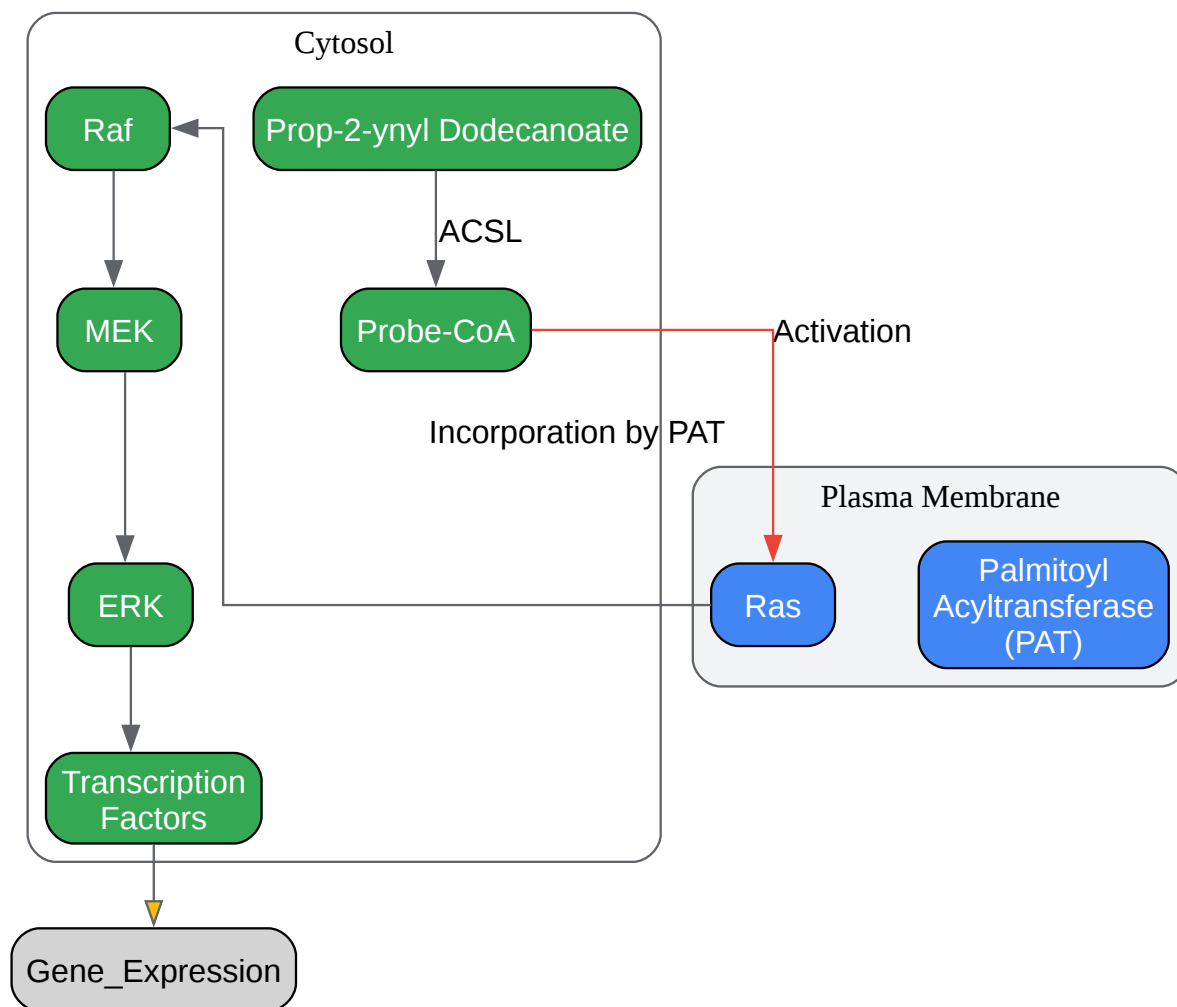 Cytosol
Raf
Prop-2-ynyl Dodecanoate
ACSL
MEK
Probe-CoA
Activation
Incorporation by PAT
Plasma Membrane
ERK
Ras
Palmitoyl
Acyltransferase
(PAT)
Transcription
Factors
Gene_Expression